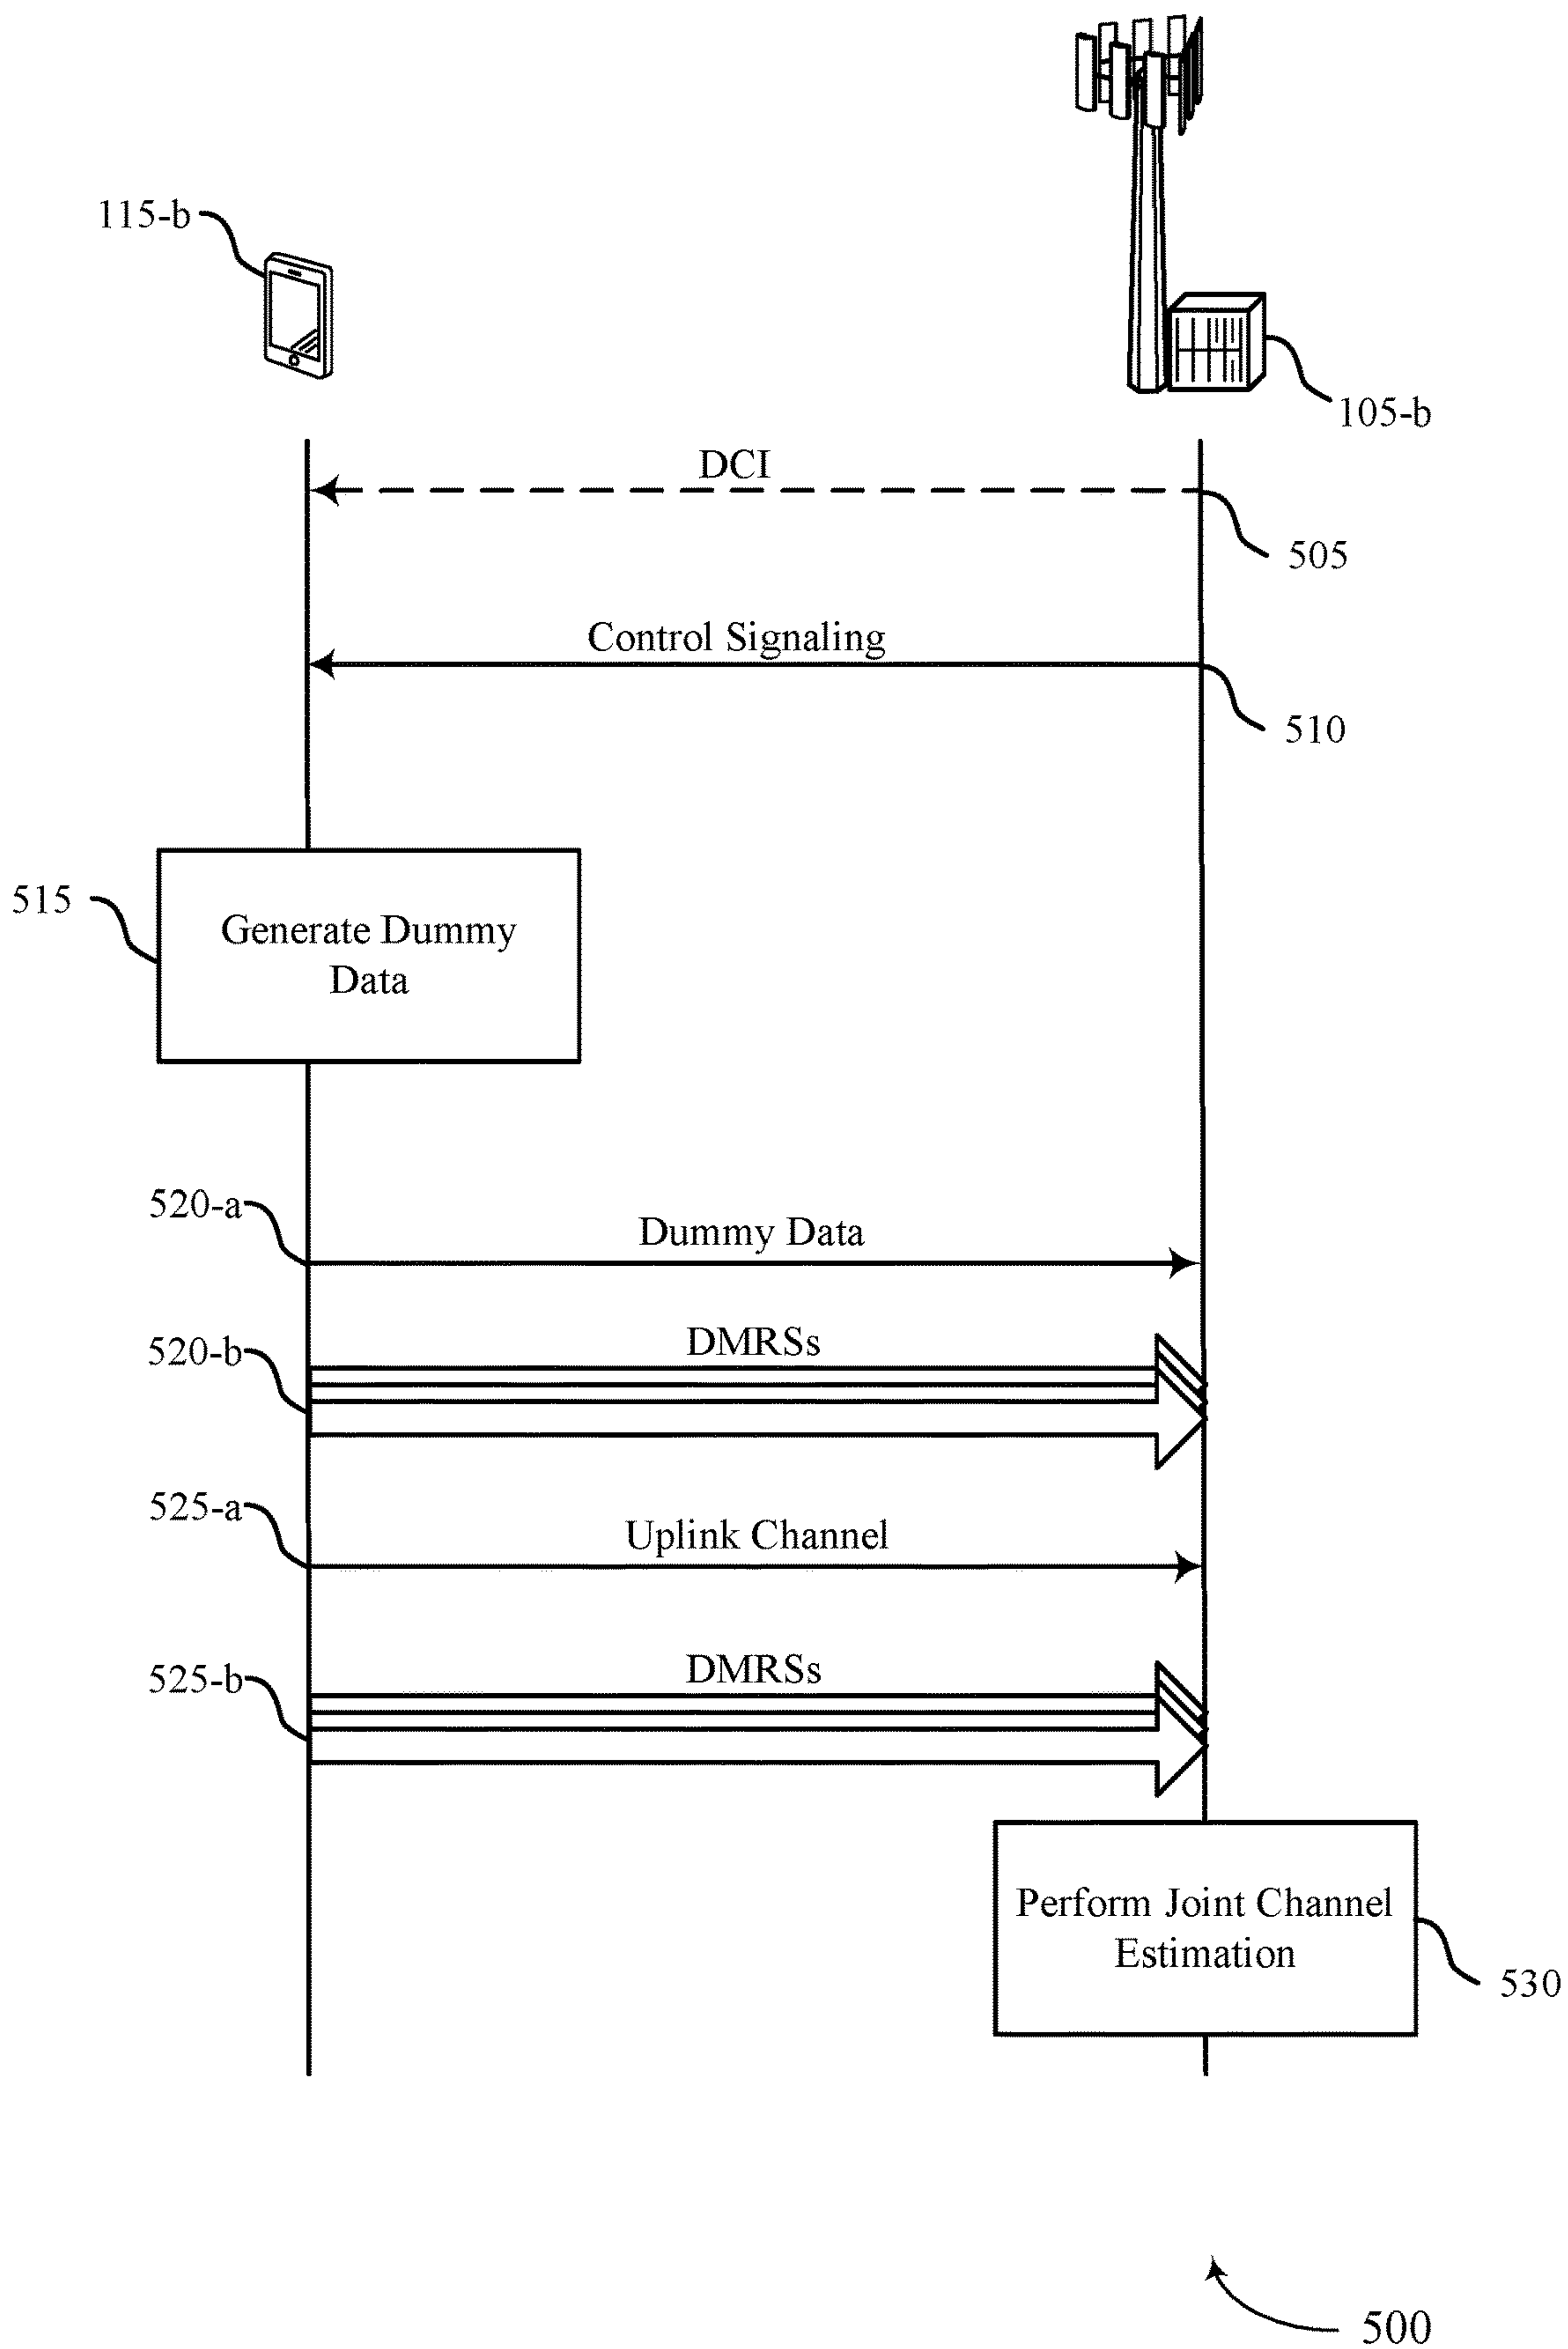 115-b
105-b
DCI
505
Control Signaling
510
515
Generate Dummy
Data
520-a
Dummy Data
520-b
DMRSs
525-a
Uplink Channel
525-b
DMRSs
Perform Joint Channel
Estimation
530
500